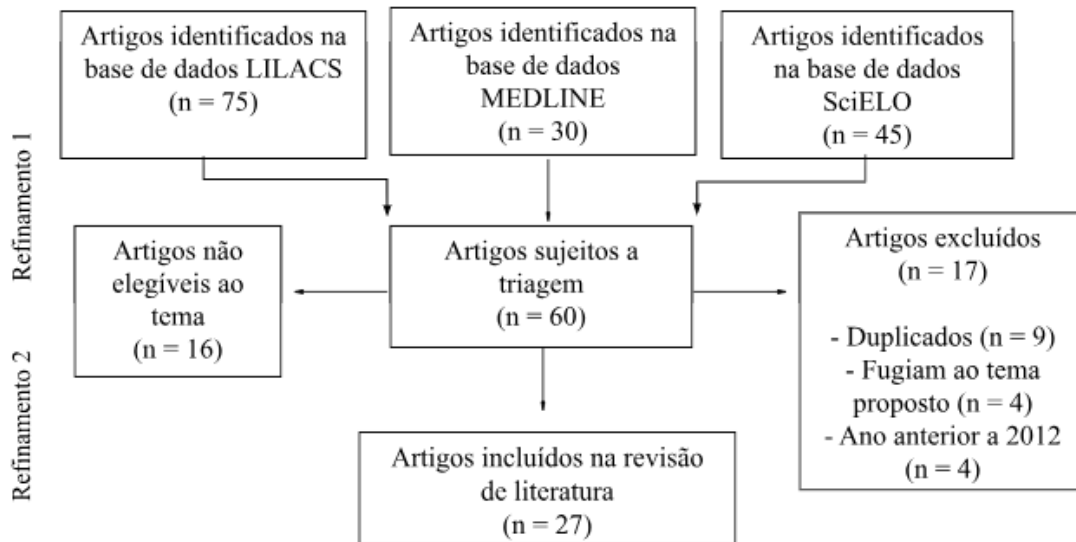 Artigos identificados na
base de dados LILACS
(n = 75)
Artigos identificados na
base de dados
MEDLINE
(n = 30)
Artigos identificados
na base de dados
SciELO
(n = 45)
Refinamento 1
Artigos não
elegíveis ao
tema
(n = 16)
Artigos sujeitos a
triagem
(n = 60)
Artigos excluídos
(n = 17)
- Duplicados (n = 9)
- Fugiam ao tema
proposto (n = 4)
- Ano anterior a 2012
(n = 4)
Refinamento 2
Artigos incluídos na revisão
de literatura
(n = 27)